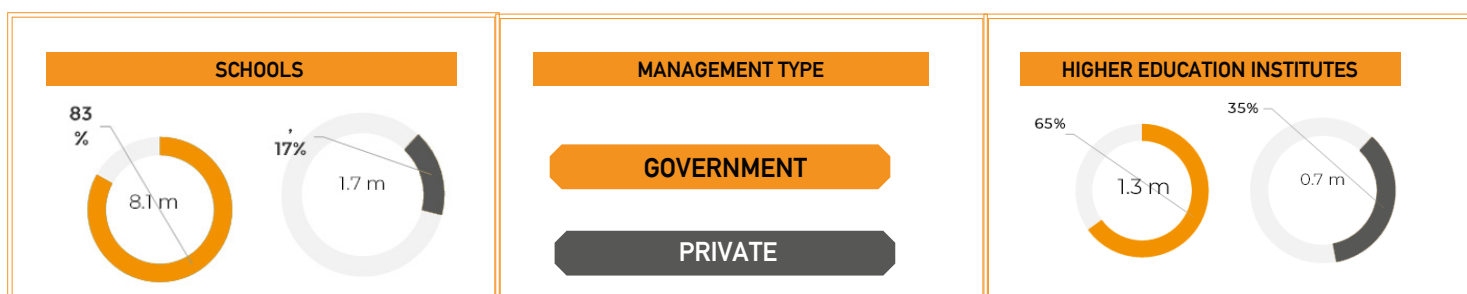 SCHOOLS
83
%
8.1 m
,
17%
1.7 m
MANAGEMENT TYPE
GOVERNMENT
PRIVATE
HIGHER EDUCATION INSTITUTES
65%
1.3 m
35%
0.7 m